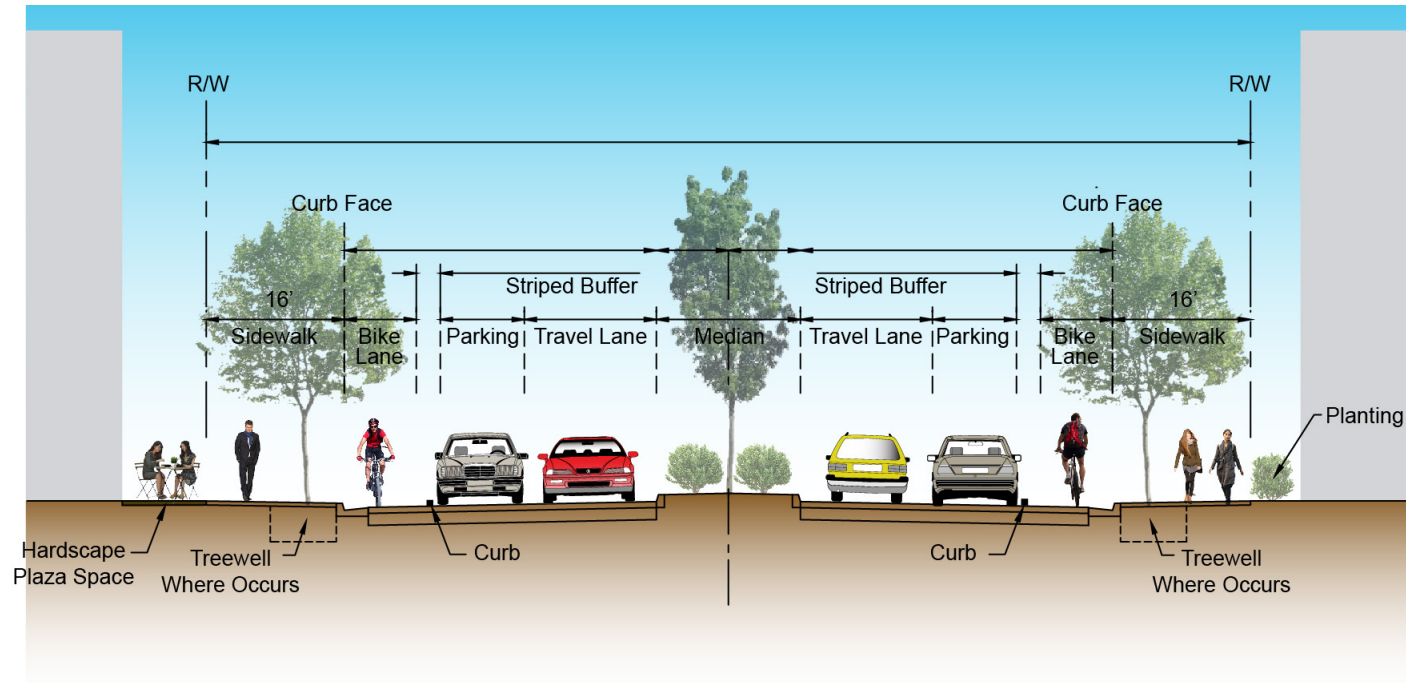 R/W
R/W
Curb Face
Curb Face
Striped Buffer
Striped Buffer
16’
16’
Sidewalk
Bike
Lane
Parking
Travel Lane
Median
Travel Lane
Parking
Bike
Lane
Sidewalk
Planting
Hardscape
Plaza Space
Treewell
Where Occurs
Curb
Curb
Treewell
Where Occurs